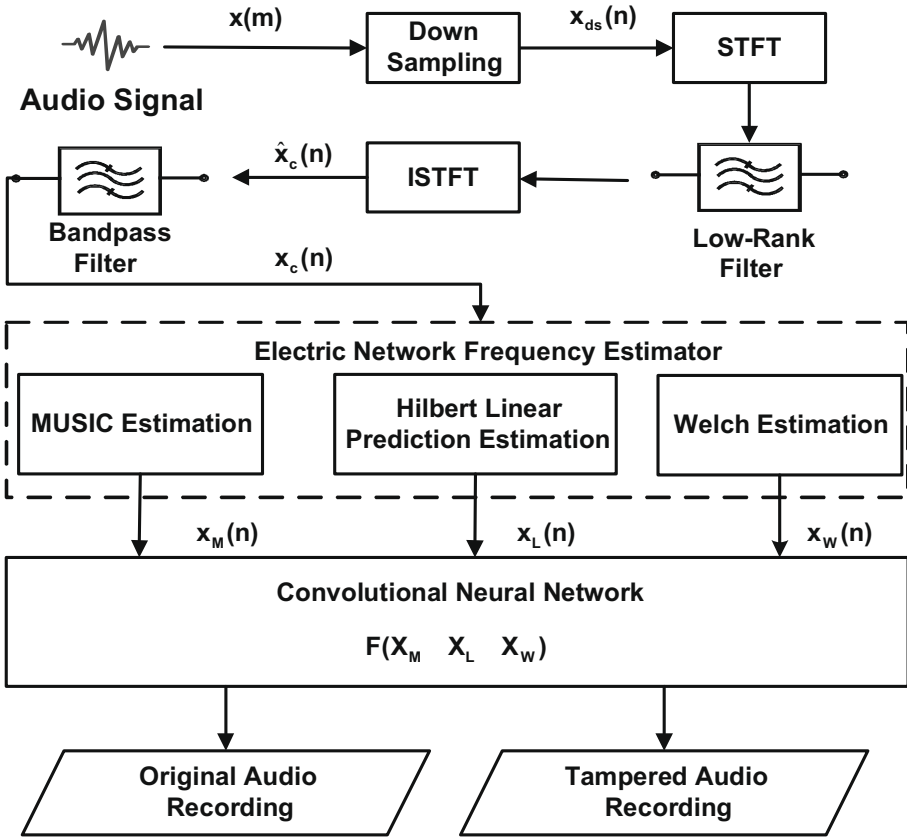 x(m)
Down
Sampling
x_ds(n)
STFT
Audio Signal
x̂_c(n)
ISTFT
Bandpass
Filter
x_c(n)
Low-Rank
Filter
Electric Network Frequency Estimator
MUSIC Estimation
Hilbert Linear
Prediction Estimation
Welch Estimation
x_M(n)
x_L(n)
x_W(n)
Convolutional Neural Network
F(X_M X_L X_W)
Original Audio
Recording
Tampered Audio
Recording